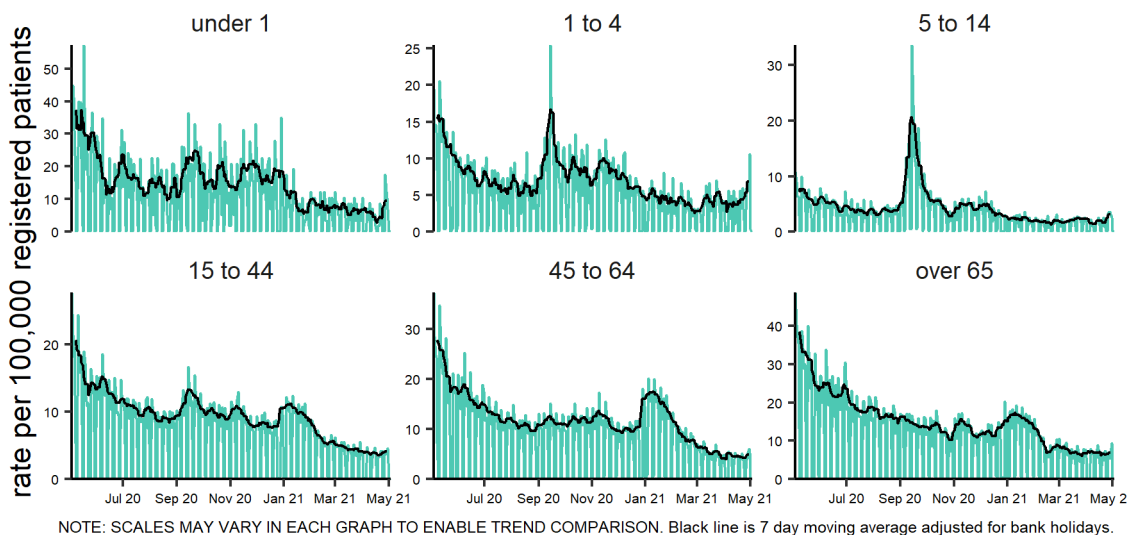 rate per 100,000 registered patients
under 1
1 to 4
5 to 14
50
40
30
20
10
0
25
20
15
10
5
0
30
20
10
0
15 to 44
45 to 64
over 65
20
10
0
30
20
10
0
40
30
20
10
0
Jul 20 Sep 20 Nov 20 Jan 21 Mar 21 May 21
Jul 20 Sep 20 Nov 20 Jan 21 Mar 21 May 21
Jul 20 Sep 20 Nov 20 Jan 21 Mar 21 May 2
NOTE: SCALES MAY VARY IN EACH GRAPH TO ENABLE TREND COMPARISON. Black line is 7 day moving average adjusted for bank holidays.